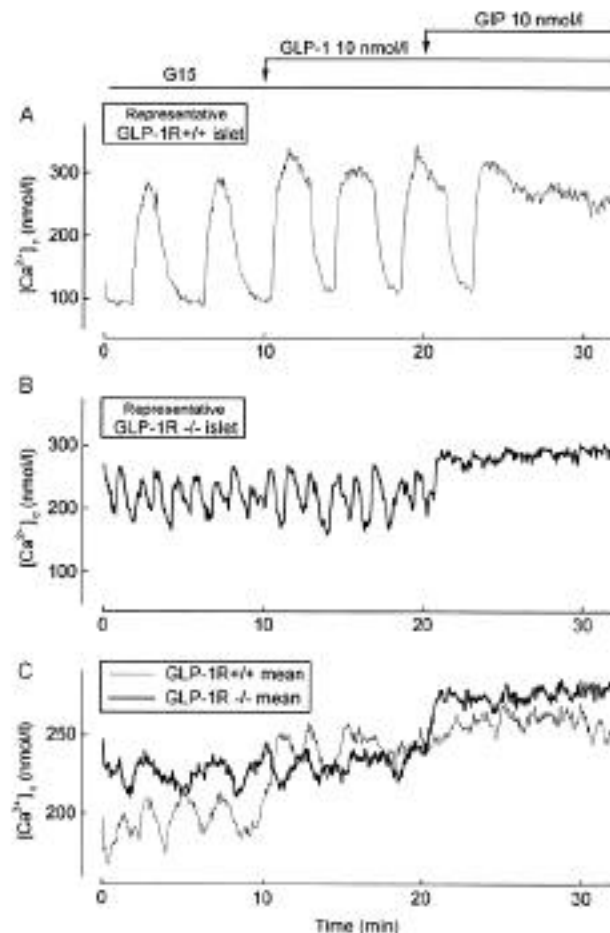 GIP 10 nmol/l
GLP-1 10 nmol/l
G15
A
Representative
GLP-1R+/+ islet
300
200
100
[Ca²⁺]c (nmol/l)
0
10
20
30
B
Representative
GLP-1R -/- islet
300
200
100
[Ca²⁺]c (nmol/l)
0
10
20
30
C
GLP-1R+/+ mean
GLP-1R -/- mean
250
200
[Ca²⁺]c (nmol/l)
0
10
20
30
Time (min)